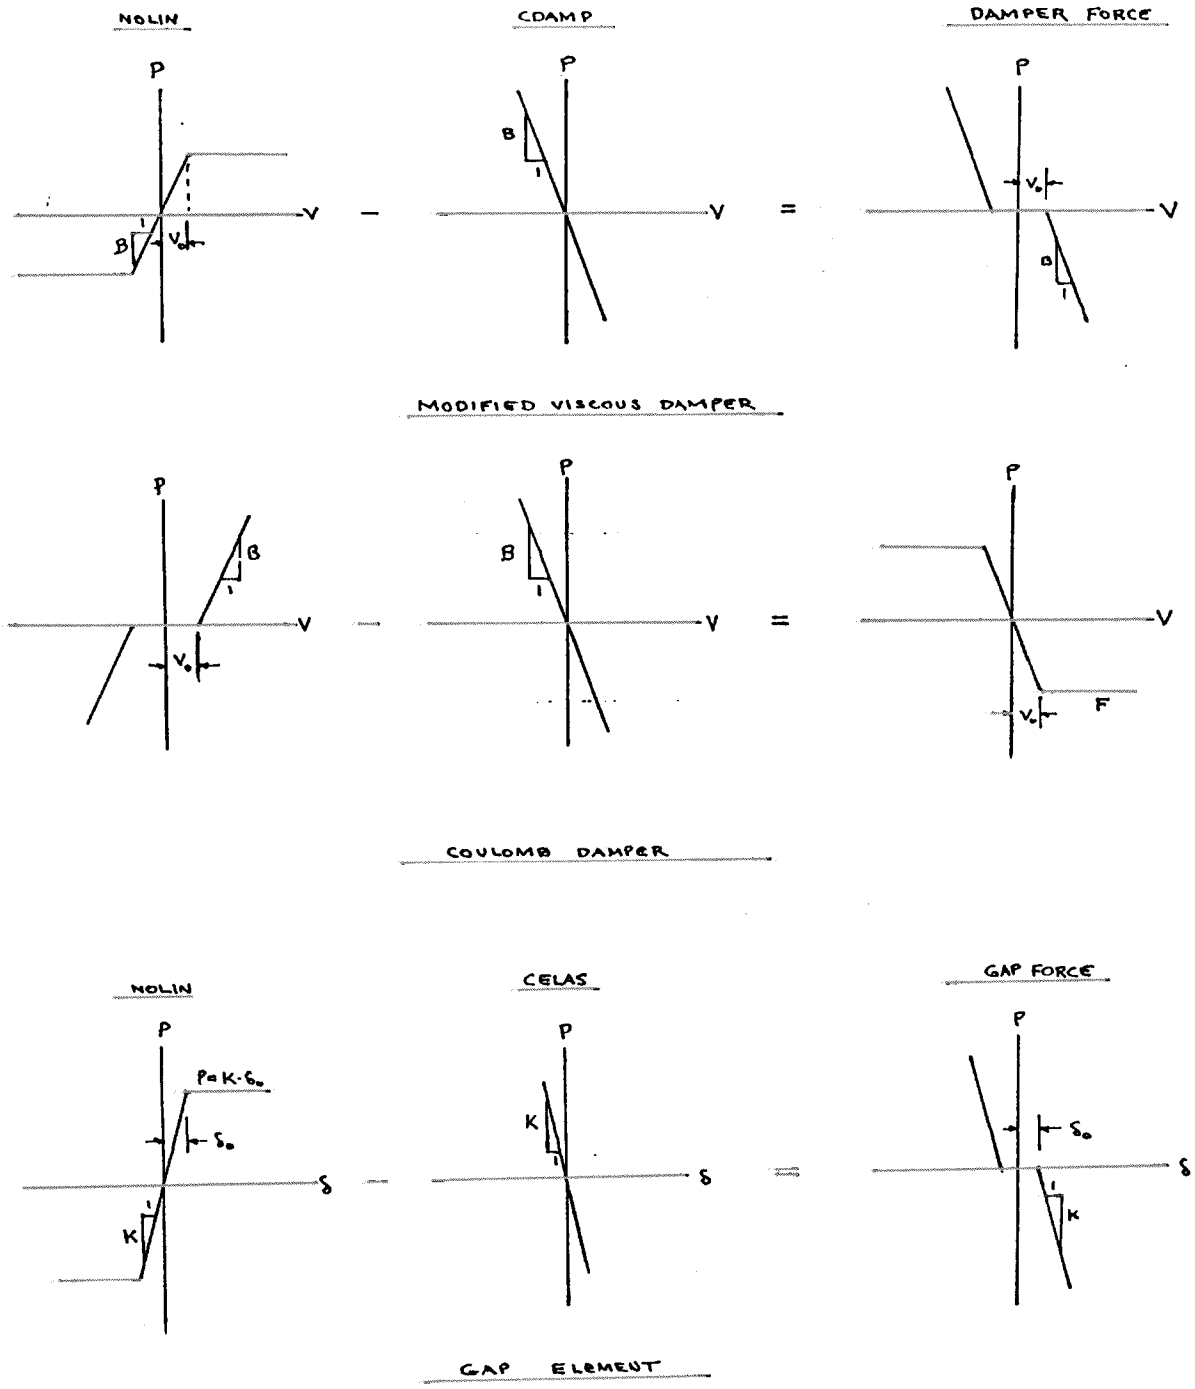 NOLIN
CDAMP
DAMPER FORCE
P
P
P
B
1
V₀
V
-
B
1
V
=
V₀
V
B
1
MODIFIED VISCOUS DAMPER
P
P
P
B
1
V₀
V
-
B
1
V
=
V
V₀
F
COULOMB DAMPER
NOLIN
CELAS
GAP FORCE
P
P
P
P=K·δ₀
δ₀
K
1
δ
-
K
1
δ
=
δ₀
δ
1
K
GAP ELEMENT